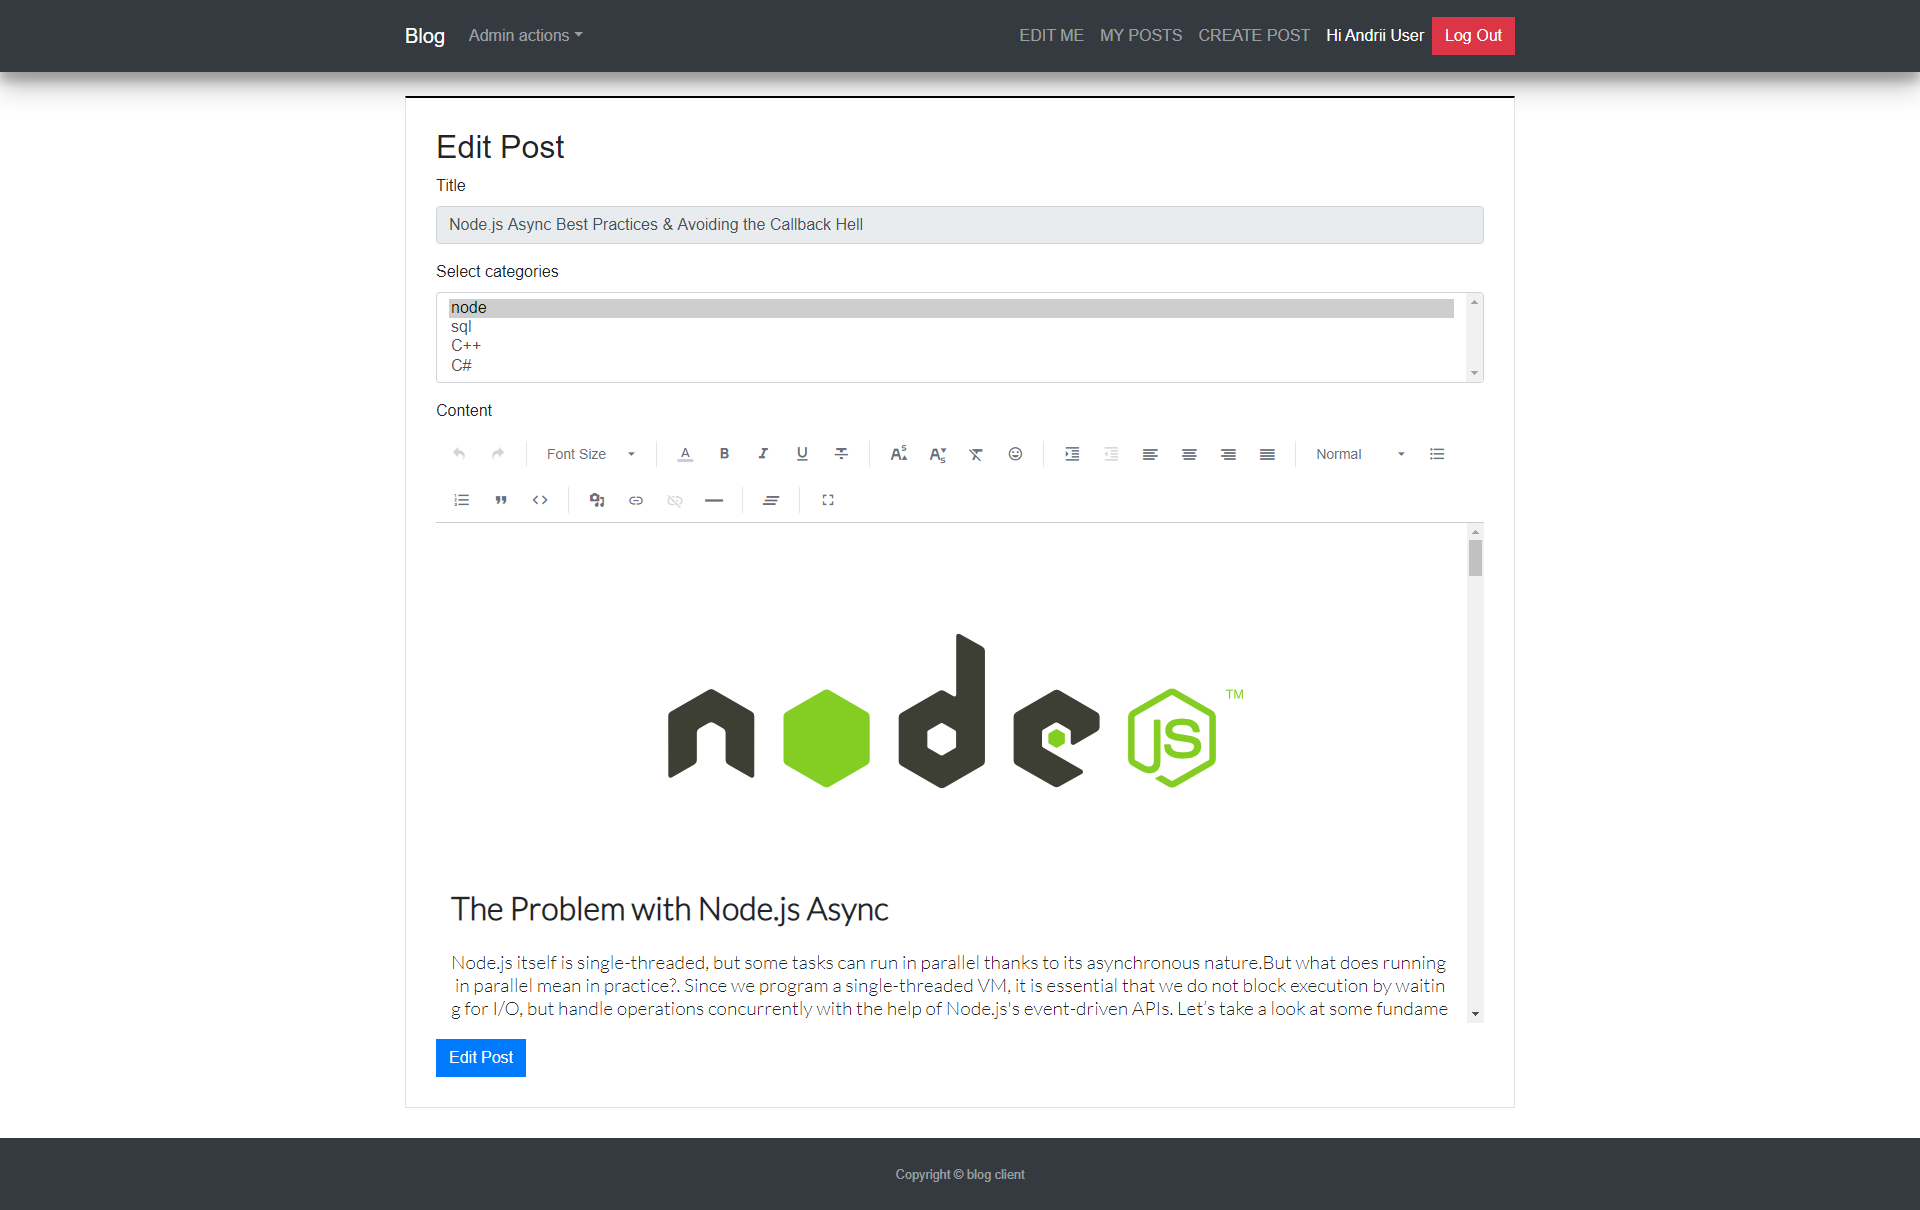 Blog Admin actions EDIT ME MY POSTS CREATE POST Hi Andrii User Log Out
Edit Post
Title
Node.js Async Best Practices & Avoiding the Callback Hell
Select categories
node
sql
C++
C#
Content
Font Size Normal
node JS TM
The Problem with Node.js Async
Node.js itself is single-threaded, but some tasks can run in parallel thanks to its asynchronous nature.But what does running
in parallel mean in practice?. Since we program a single-threaded VM, it is essential that we do not block execution by waitin
g for I/O, but handle operations concurrently with the help of Node.js's event-driven APIs. Let’s take a look at some fundame
Edit Post
Copyright © blog client